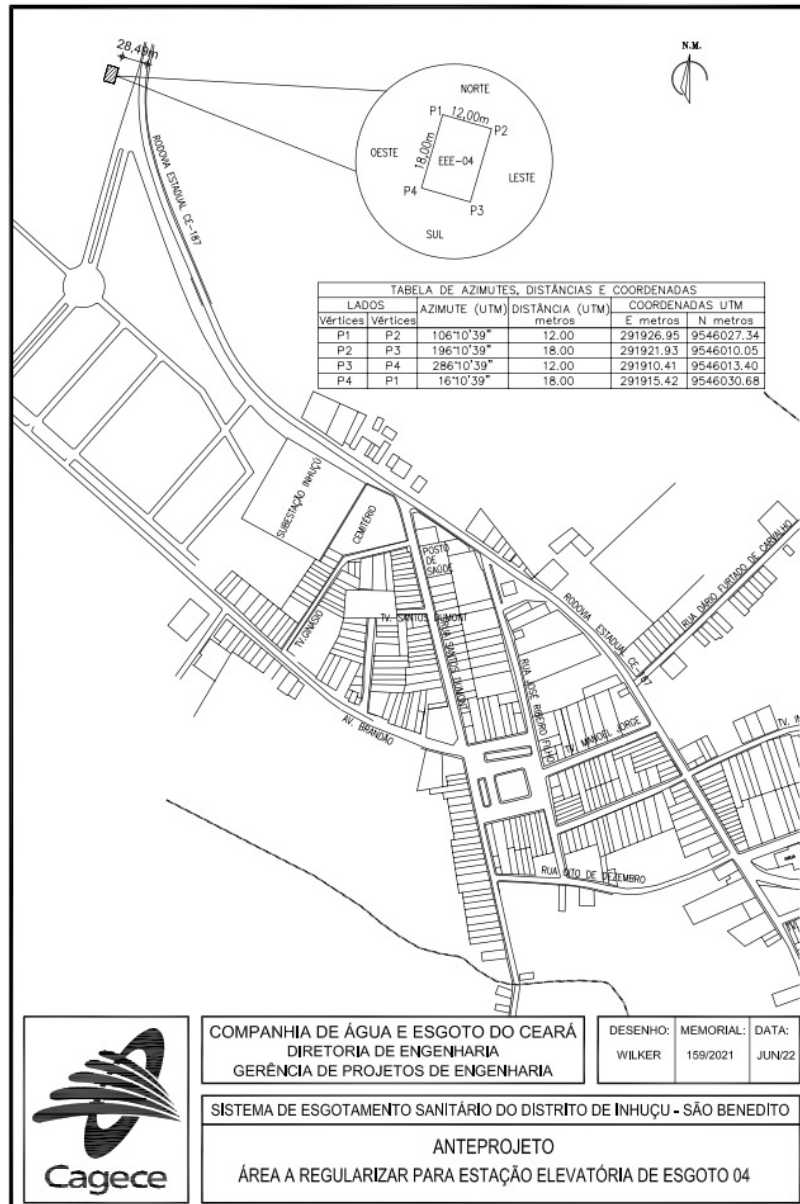 28,49m
N.M.
NORTE
P1 12,00m P2
18,00m
OESTE
EEE-04
LESTE
P4
P3
SUL
RODOVIA ESTADUAL CE-187
TABELA DE AZIMUTES, DISTÂNCIAS E COORDENADAS
LADOS AZIMUTE (UTM) DISTÂNCIA (UTM) COORDENADAS UTM
Vértices Vértices metros E metros N metros
P1 P2 106°10'39" 12.00 291926.95 9546027.34
P2 P3 196°10'39" 18.00 291921.93 9546010.05
P3 P4 286°10'39" 12.00 291910.41 9546013.40
P4 P1 16°10'39" 18.00 291915.42 9546030.68
SUBESTAÇÃO INHUÇÚ
CEMITÉRIO
POSTO
DE
SAÚDE
RUA DÁRIO FURTADO DE CARVALHO
RODOVIA ESTADUAL CE-187
TV.GINASIO
TV. SANTOS DUMONT
RUA SANTOS DUMONT
RUA JOSÉ RIBEIRO FILHO
TV. MANOEL JORGE
AV. BRANDÃO
RUA OITO DE DEZEMBRO
COMPANHIA DE ÁGUA E ESGOTO DO CEARÁ
DIRETORIA DE ENGENHARIA
GERÊNCIA DE PROJETOS DE ENGENHARIA
DESENHO: MEMORIAL: DATA:
WILKER 159/2021 JUN/22
SISTEMA DE ESGOTAMENTO SANITÁRIO DO DISTRITO DE INHUÇU - SÃO BENEDITO
ANTEPROJETO
ÁREA A REGULARIZAR PARA ESTAÇÃO ELEVATÓRIA DE ESGOTO 04
Cagece